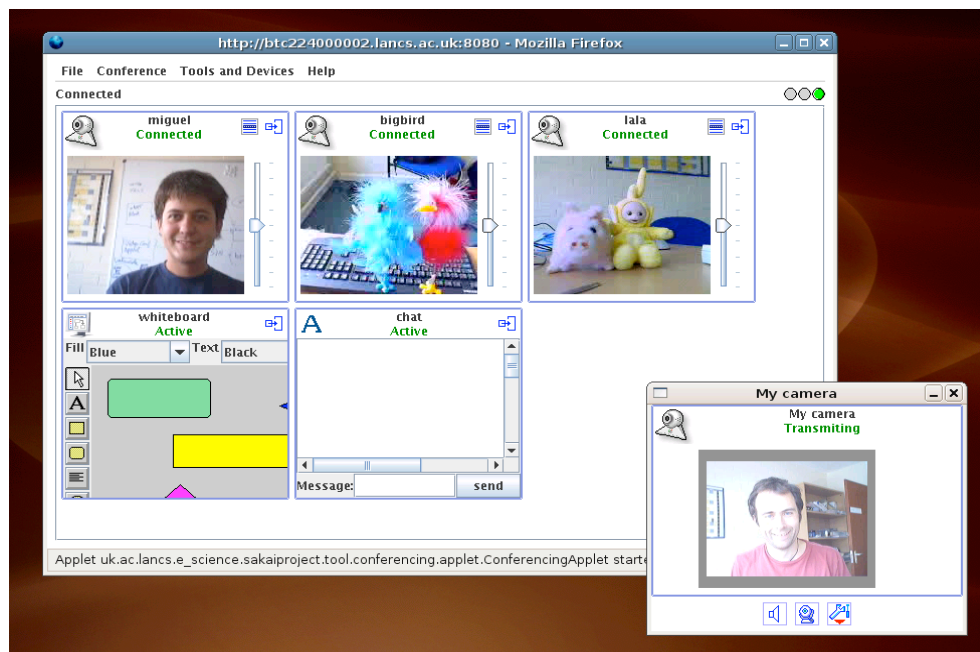 http://btc224000002.lancs.ac.uk:8080 - Mozilla Firefox
File Conference Tools and Devices Help
Connected
miguel
Connected
bigbird
Connected
lala
Connected
whiteboard
Active
Fill Blue Text Black
A
A
chat
Active
Message: send
My camera
My camera
Transmiting
Applet uk.ac.lancs.e_science.sakaiproject.tool.conferencing.applet.ConferencingApplet starte